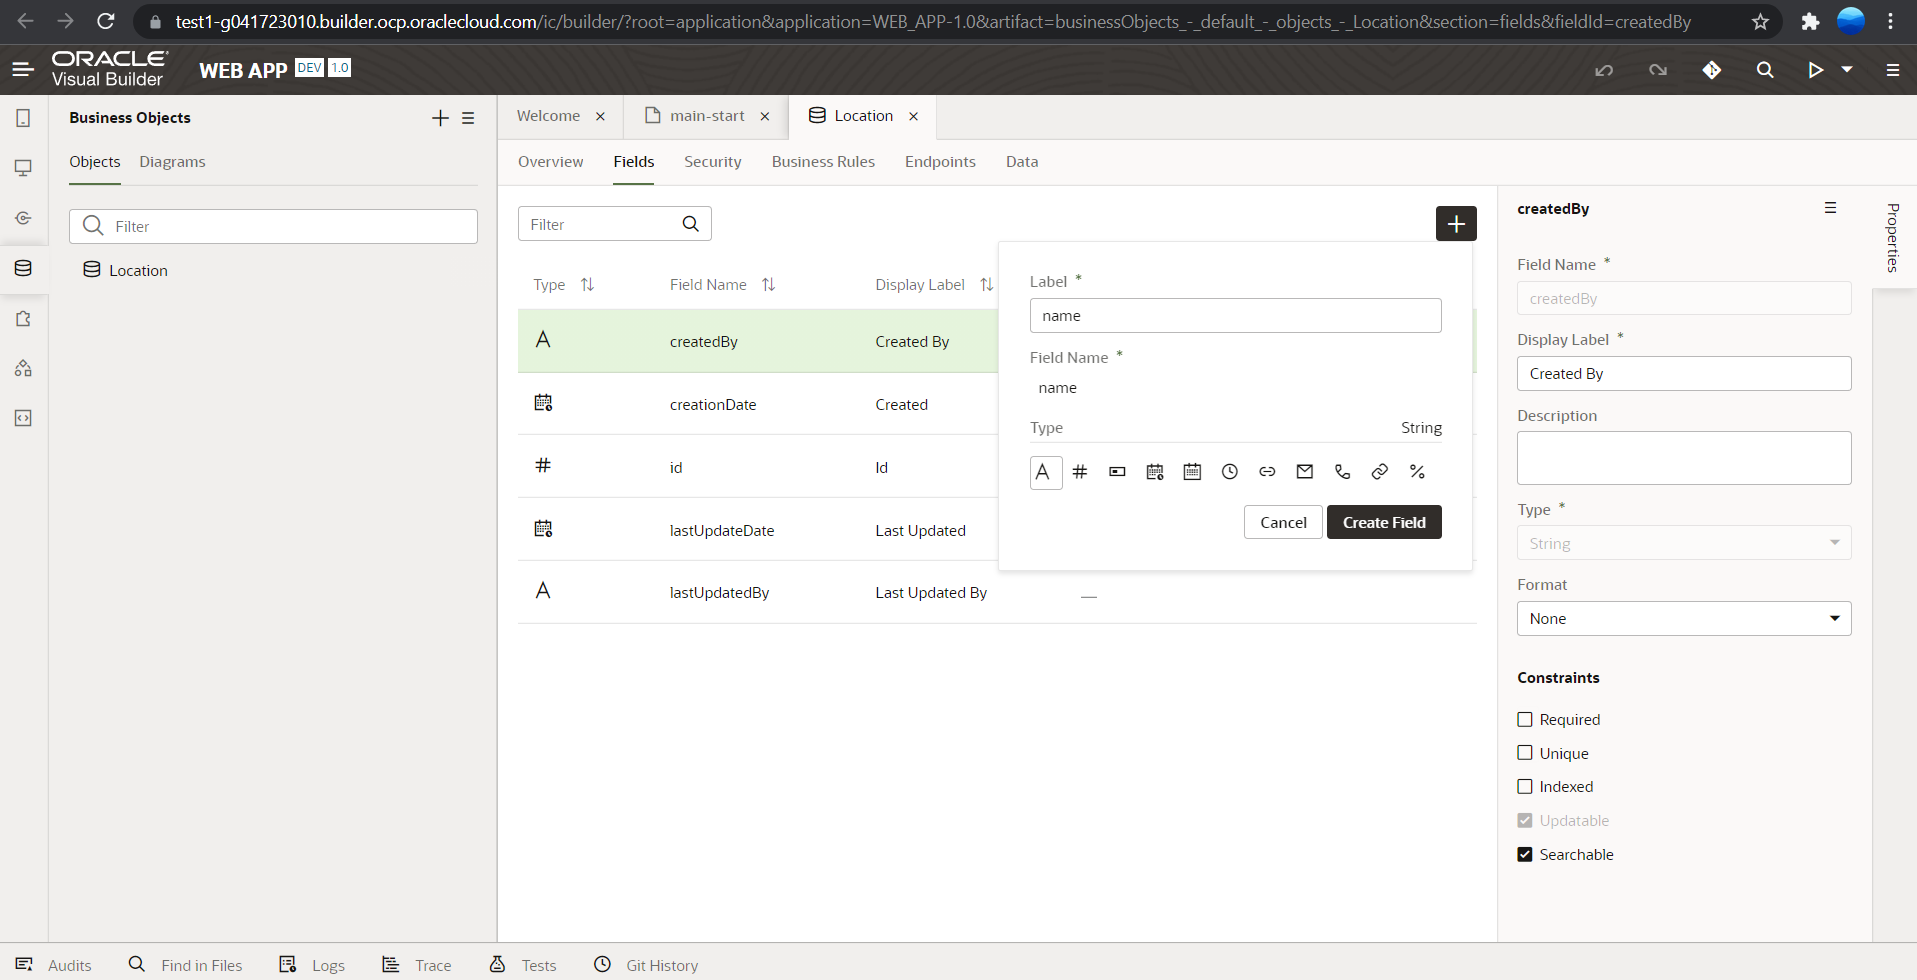 test1-g041723010.builder.ocp.oraclecloud.com/ic/builder/?root=application&application=WEB_APP-1.0&artifact=businessObjects_-_default_-_objects_-_Location&section=fields&fieldId=createdBy
ORACLE
Visual Builder
WEB APP DEV 1.0
Business Objects
Objects Diagrams
Filter
Location
Welcome main-start Location
Overview Fields Security Business Rules Endpoints Data
Filter
Type Field Name Display Label
A createdBy Created By
creationDate Created
# id Id
lastUpdateDate Last Updated
A lastUpdatedBy Last Updated By —
Label *
name
Field Name *
name
Type String
A # %
Cancel Create Field
createdBy
Field Name *
createdBy
Display Label *
Created By
Description
Type *
String
Format
None
Constraints
Required
Unique
Indexed
Updatable
Searchable
Properties
Audits Find in Files Logs Trace Tests Git History